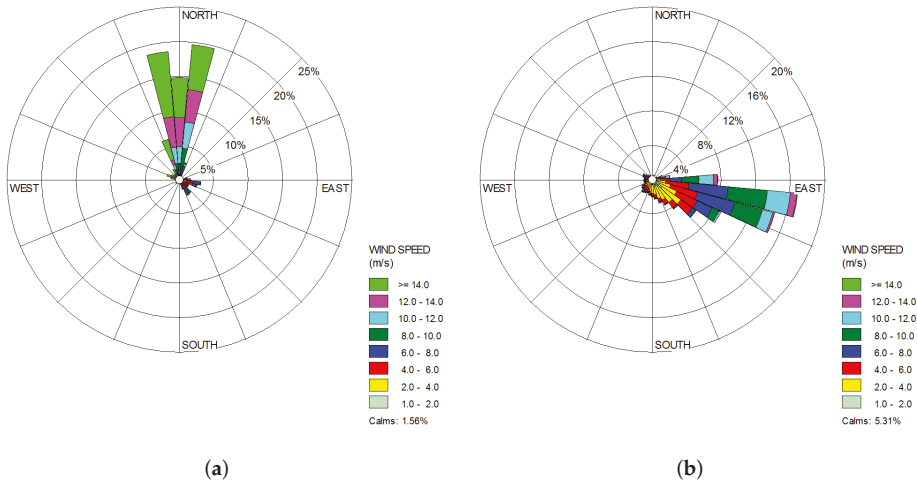 NORTH
25%
20%
15%
10%
5%
WEST
EAST
SOUTH
WIND SPEED
(m/s)
>= 14.0
12.0 - 14.0
10.0 - 12.0
8.0 - 10.0
6.0 - 8.0
4.0 - 6.0
2.0 - 4.0
1.0 - 2.0
Calms: 1.56%
(a)
NORTH
20%
16%
12%
8%
4%
WEST
EAST
SOUTH
WIND SPEED
(m/s)
>= 14.0
12.0 - 14.0
10.0 - 12.0
8.0 - 10.0
6.0 - 8.0
4.0 - 6.0
2.0 - 4.0
1.0 - 2.0
Calms: 5.31%
(b)